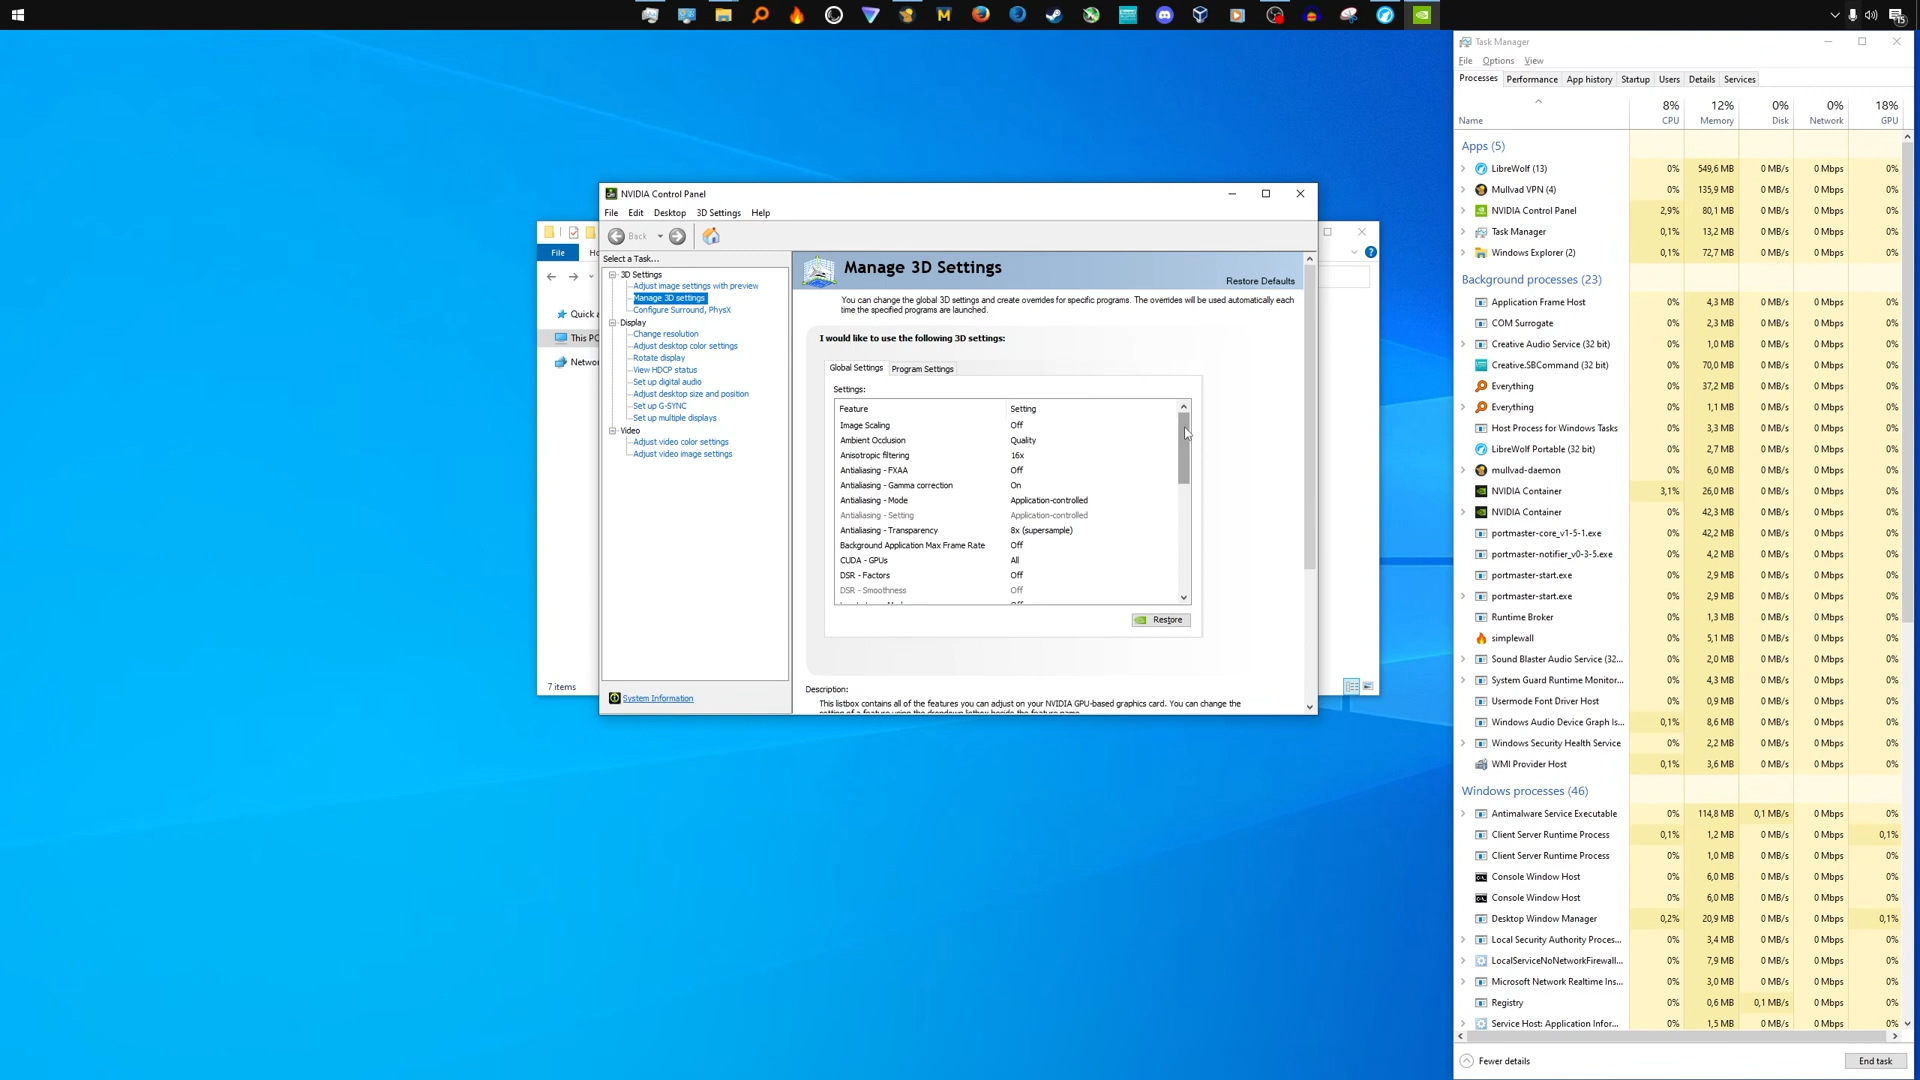 15
NVIDIA Control Panel
File Edit Desktop 3D Settings Help
Back
Select a Task...
3D Settings
Adjust image settings with preview
Manage 3D settings
Configure Surround, PhysX
Display
Change resolution
Adjust desktop color settings
Rotate display
View HDCP status
Set up digital audio
Adjust desktop size and position
Set up G-SYNC
Set up multiple displays
Video
Adjust video color settings
Adjust video image settings
System Information
Manage 3D Settings
Restore Defaults
You can change the global 3D settings and create overrides for specific programs. The overrides will be used automatically each
time the specified programs are launched.
I would like to use the following 3D settings:
Global Settings Program Settings
Settings:
Feature Setting
Image Scaling Off
Ambient Occlusion Quality
Anisotropic filtering 16x
Antialiasing - FXAA Off
Antialiasing - Gamma correction On
Antialiasing - Mode Application-controlled
Antialiasing - Setting Application-controlled
Antialiasing - Transparency 8x (supersample)
Background Application Max Frame Rate Off
CUDA - GPUs All
DSR - Factors Off
DSR - Smoothness Off
Restore
Description:
This listbox contains all of the features you can adjust on your NVIDIA GPU-based graphics card. You can change the
File
Quick a
This PC
Networ
7 items
Task Manager
File Options View
Processes Performance App history Startup Users Details Services
8% 12% 0% 0% 18%
Name CPU Memory Disk Network GPU
Apps (5)
LibreWolf (13) 0% 549,6 MB 0 MB/s 0 Mbps 0%
Mullvad VPN (4) 0% 135,9 MB 0 MB/s 0 Mbps 0%
NVIDIA Control Panel 2,9% 80,1 MB 0 MB/s 0 Mbps 0%
Task Manager 0,1% 13,2 MB 0 MB/s 0 Mbps 0%
Windows Explorer (2) 0,1% 72,7 MB 0 MB/s 0 Mbps 0%
Background processes (23)
Application Frame Host 0% 4,3 MB 0 MB/s 0 Mbps 0%
COM Surrogate 0% 2,3 MB 0 MB/s 0 Mbps 0%
Creative Audio Service (32 bit) 0% 1,0 MB 0 MB/s 0 Mbps 0%
Creative.SBCommand (32 bit) 0% 70,0 MB 0 MB/s 0 Mbps 0%
Everything 0% 37,2 MB 0 MB/s 0 Mbps 0%
Everything 0% 1,1 MB 0 MB/s 0 Mbps 0%
Host Process for Windows Tasks 0% 3,3 MB 0 MB/s 0 Mbps 0%
LibreWolf Portable (32 bit) 0% 2,7 MB 0 MB/s 0 Mbps 0%
mullvad-daemon 0% 6,0 MB 0 MB/s 0 Mbps 0%
NVIDIA Container 3,1% 26,0 MB 0 MB/s 0 Mbps 0%
NVIDIA Container 0% 42,3 MB 0 MB/s 0 Mbps 0%
portmaster-core_v1-5-1.exe 0% 42,2 MB 0 MB/s 0 Mbps 0%
portmaster-notifier_v0-3-5.exe 0% 4,2 MB 0 MB/s 0 Mbps 0%
portmaster-start.exe 0% 2,9 MB 0 MB/s 0 Mbps 0%
portmaster-start.exe 0% 2,9 MB 0 MB/s 0 Mbps 0%
Runtime Broker 0% 1,3 MB 0 MB/s 0 Mbps 0%
simplewall 0% 5,1 MB 0 MB/s 0 Mbps 0%
Sound Blaster Audio Service (32... 0% 2,0 MB 0 MB/s 0 Mbps 0%
System Guard Runtime Monitor... 0% 4,3 MB 0 MB/s 0 Mbps 0%
Usermode Font Driver Host 0% 0,9 MB 0 MB/s 0 Mbps 0%
Windows Audio Device Graph Is... 0,1% 8,6 MB 0 MB/s 0 Mbps 0%
Windows Security Health Service 0% 2,2 MB 0 MB/s 0 Mbps 0%
WMI Provider Host 0,1% 3,6 MB 0 MB/s 0 Mbps 0%
Windows processes (46)
Antimalware Service Executable 0% 114,8 MB 0,1 MB/s 0 Mbps 0%
Client Server Runtime Process 0,1% 1,2 MB 0 MB/s 0 Mbps 0,1%
Client Server Runtime Process 0% 1,0 MB 0 MB/s 0 Mbps 0%
Console Window Host 0% 6,0 MB 0 MB/s 0 Mbps 0%
Console Window Host 0% 6,0 MB 0 MB/s 0 Mbps 0%
Desktop Window Manager 0,2% 20,9 MB 0 MB/s 0 Mbps 0,1%
Local Security Authority Proces... 0% 3,4 MB 0 MB/s 0 Mbps 0%
LocalServiceNoNetworkFirewall... 0% 7,9 MB 0 MB/s 0 Mbps 0%
Microsoft Network Realtime Ins... 0% 3,0 MB 0 MB/s 0 Mbps 0%
Registry 0% 0,6 MB 0,1 MB/s 0 Mbps 0%
Service Host: Application Infor... 0% 1,5 MB 0 MB/s 0 Mbps 0%
Fewer details End task